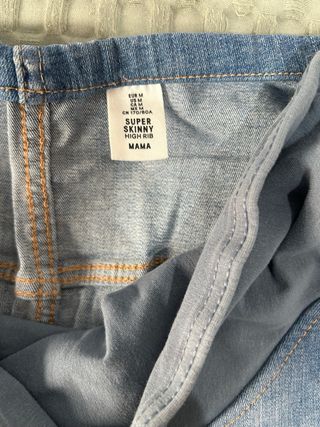 EUR M
US M
CA M
MX M
CN 170/80A
SUPER
SKINNY
HIGH RIB
MAMA